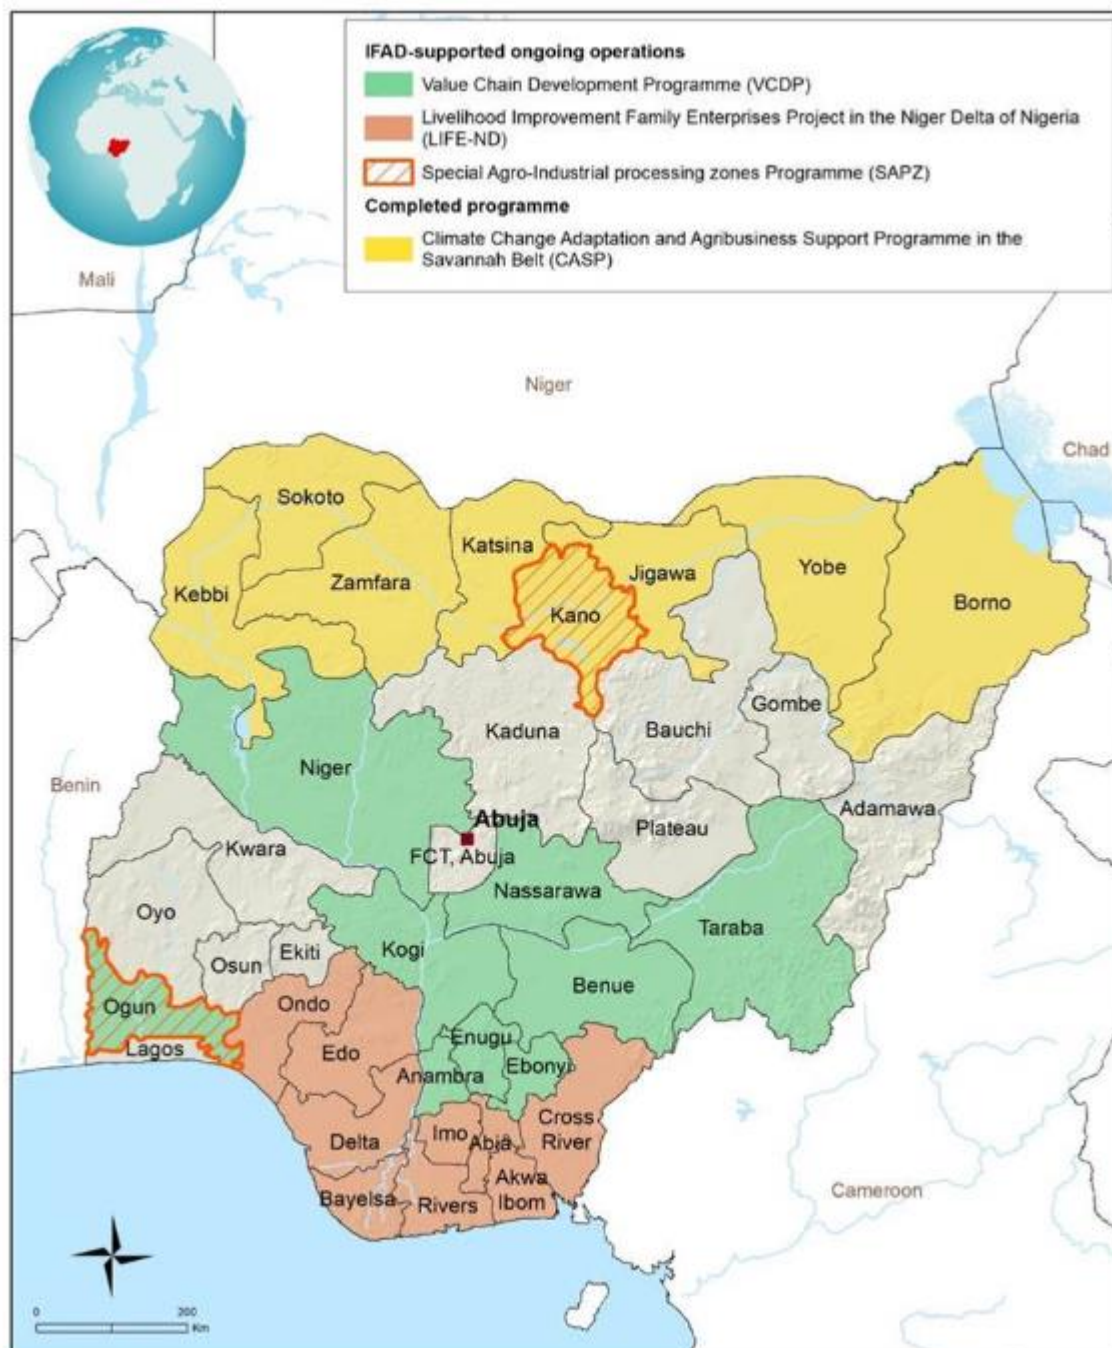 IFAD-supported ongoing operations
Value Chain Development Programme (VCDP)
Livelihood Improvement Family Enterprises Project in the Niger Delta of Nigeria
(LIFE-ND)
Special Agro-Industrial processing zones Programme (SAPZ)
Completed programme
Climate Change Adaptation and Agribusiness Support Programme in the
Savannah Belt (CASP)
Mali
Niger
Chad
Sokoto
Katsina
Kebbi
Zamfara
Jigawa
Yobe
Kano
Borno
Gombe
Kaduna
Bauchi
Niger
Benin
Adamawa
Abuja
Plateau
Kwara
FCT, Abuja
Nassarawa
Oyo
Taraba
Kogi
Ekiti
Osun
Benue
Ogun
Ondo
Enugu
Lagos
Edo
Ebonyi
Anambra
Cross
River
Imo
Abia
Delta
Akwa
Ibom
Bayelsa
Rivers
Cameroon
0 200
Km